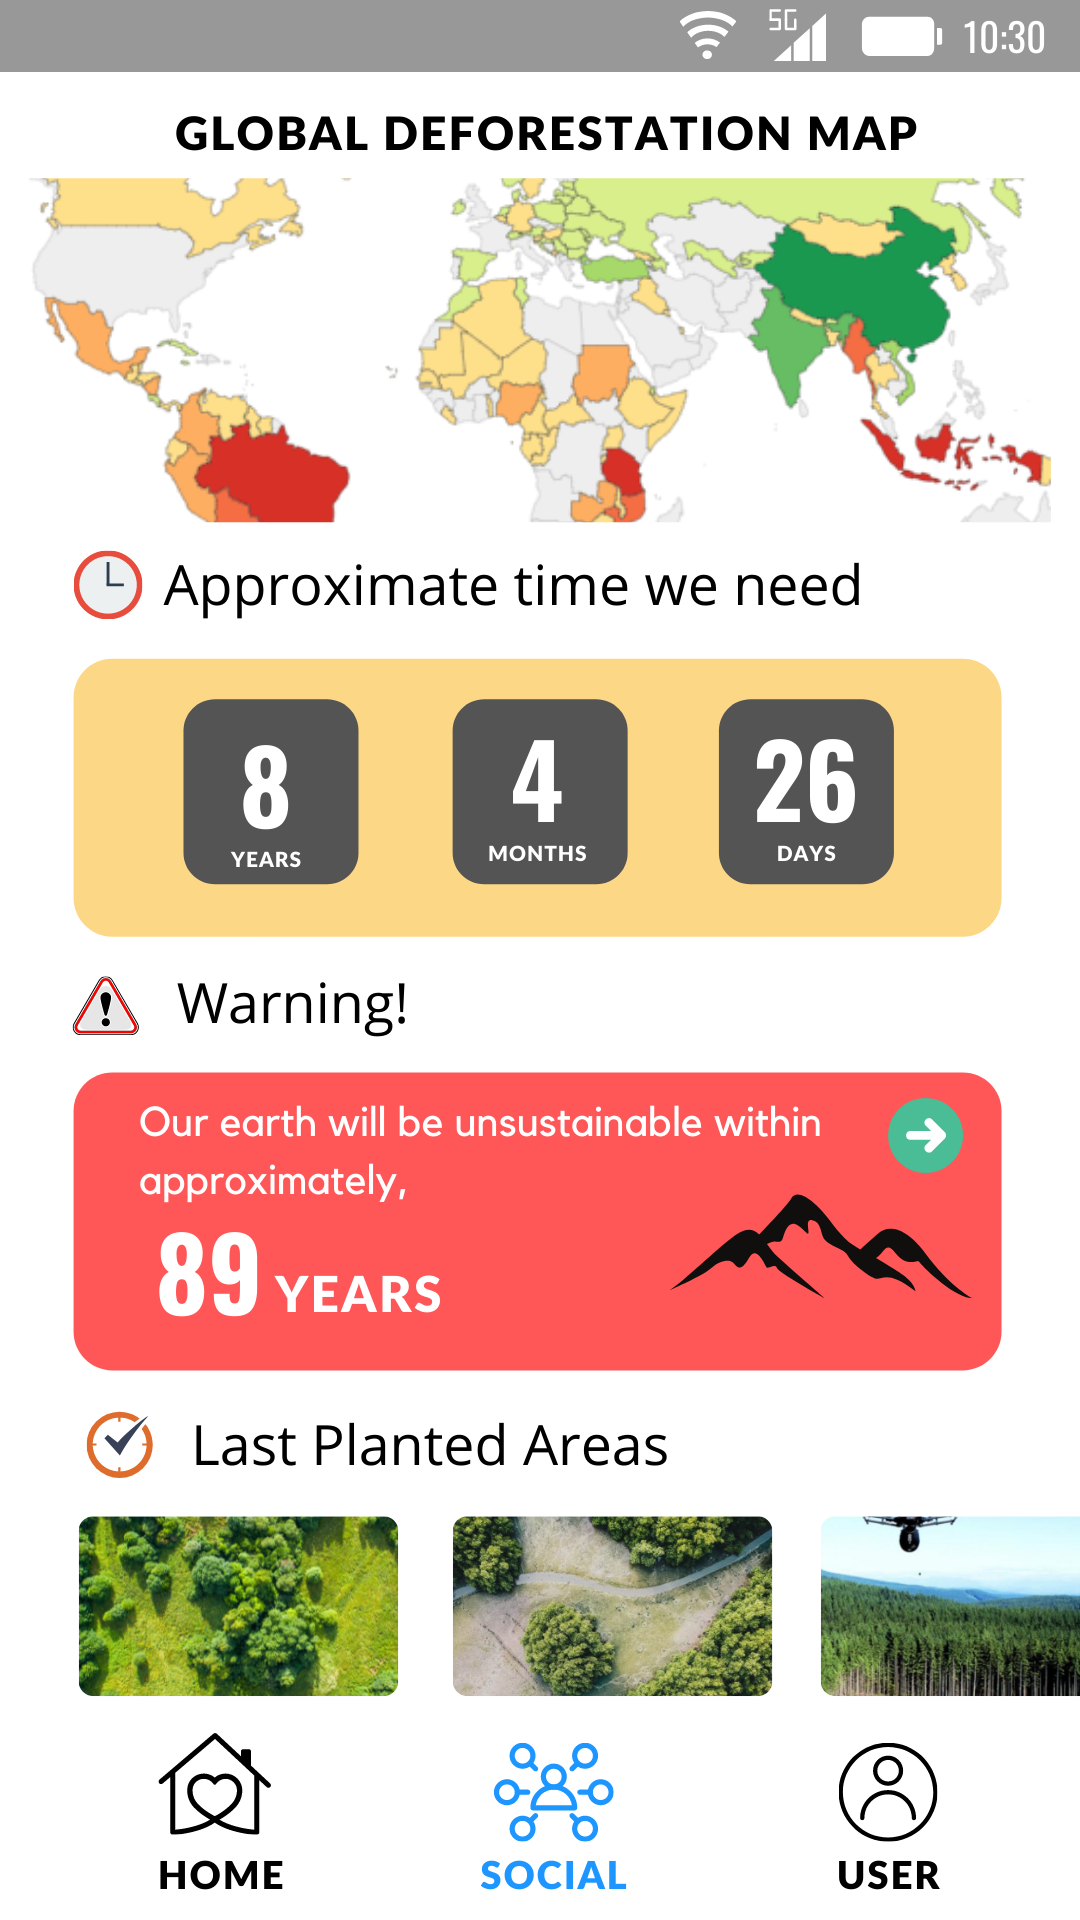 5G 10:30
GLOBAL DEFORESTATION MAP
Approximate time we need
8 4 26
YEARS MONTHS DAYS
Warning!
Our earth will be unsustainable within
approximately,
89 YEARS
Last Planted Areas
HOME SOCIAL USER